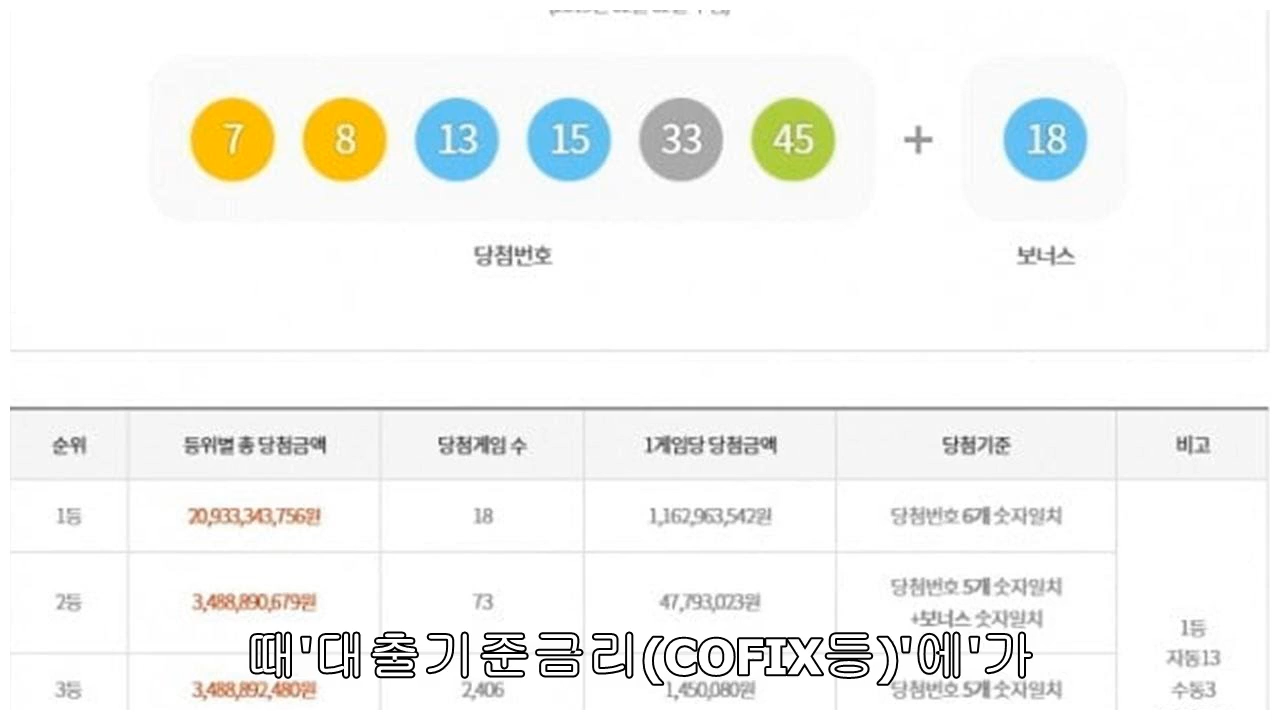 7 8 13 15 33 45 + 18
당첨번호 보너스
순위 등위별 총 당첨금액 당첨게임 수 1게임당 당첨금액 당첨기준 비고
1등 20,933,343,756원 18 1,162,963,542원 당첨번호 6개 숫자일치
2등 3,488,890,679원 73 47,793,023원 당첨번호 5개 숫자일치
+보너스 숫자일치
1등
자동13
수동3
3등 3,488,892,480원 2,406 1,450,080원 당첨번호 5개 숫자일치
때'대출기준금리(COFIX등)'에'가